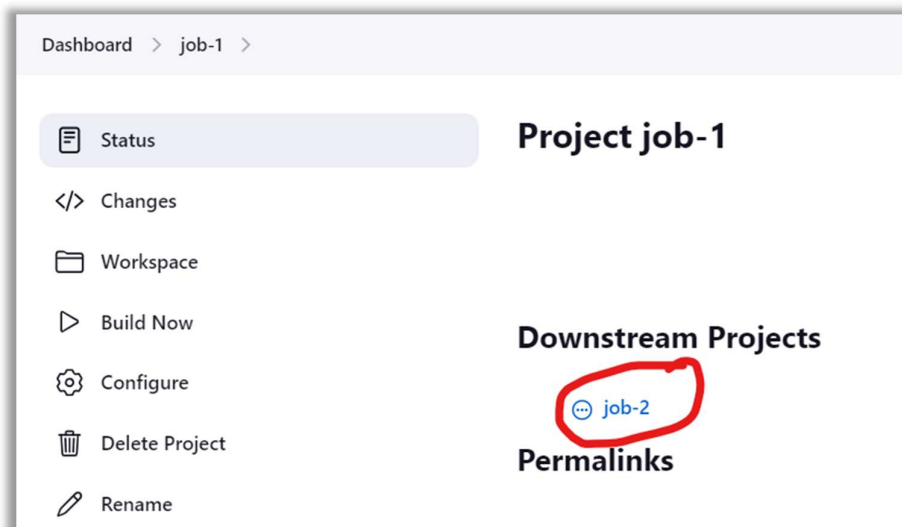 Dashboard > job-1 >
Status
Changes
Workspace
Build Now
Configure
Delete Project
Rename
Project job-1
Downstream Projects
job-2
Permalinks